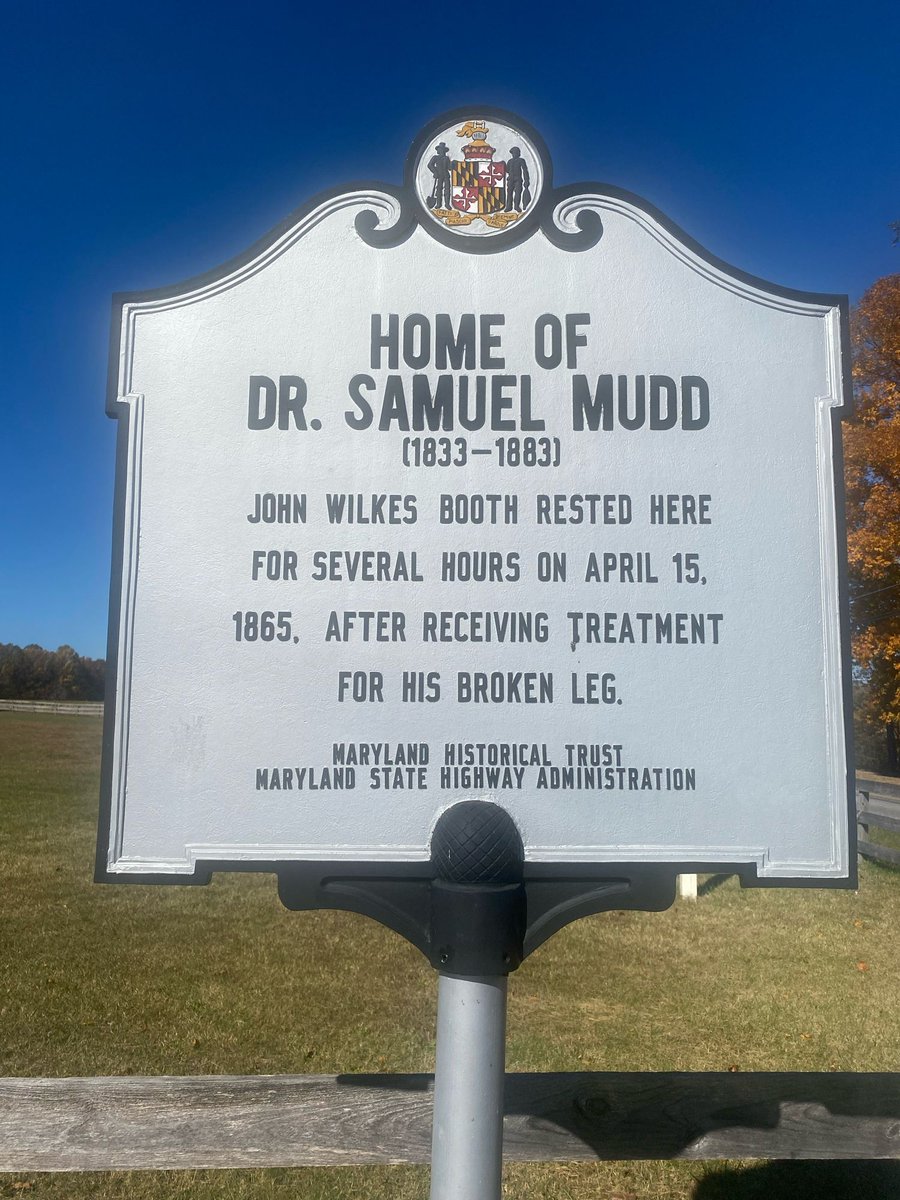 HOME OF
DR. SAMUEL MUDD
(1833—1883)
JOHN WILKES BOOTH RESTED HERE
FOR SEVERAL HOURS ON APRIL 15,
1865, AFTER RECEIVING TREATMENT
FOR HIS BROKEN LEG.
MARYLAND HISTORICAL TRUST
MARYLAND STATE HIGHWAY ADMINISTRATION